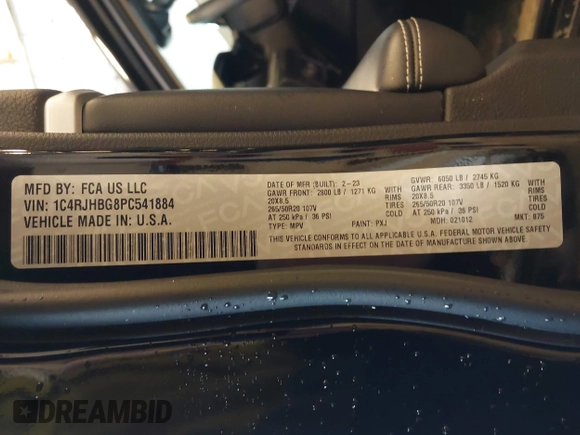 MFD BY: FCA US LLC
VIN: 1C4RJHBG8PC541884
VEHICLE MADE IN U.S.A.
DATE OF MFR (BUILT): 2-23 GVWR: 6050 LB / 2745 KG
GAWR FRONT: 2800 LB / 1271 KG WITH GAWR REAR: 3350 LB / 1520 KG WITH
20X8.5 RIMS 20X8.5 RIMS
265/50R20 107V TIRES 265/50R20 107V TIRES
AT 250 kPa / 36 PSI COLD AT 250 kPa / 36 PSI COLD
TYPE: MPV PAINT: PXJ MDH: 021012 MKT: 875
THIS VEHICLE CONFORMS TO ALL APPLICABLE U.S.A. FEDERAL MOTOR VEHICLE SAFETY
STANDARDS IN EFFECT ON THE DATE OF MANUFACTURE SHOWN ABOVE.
DREAMBID